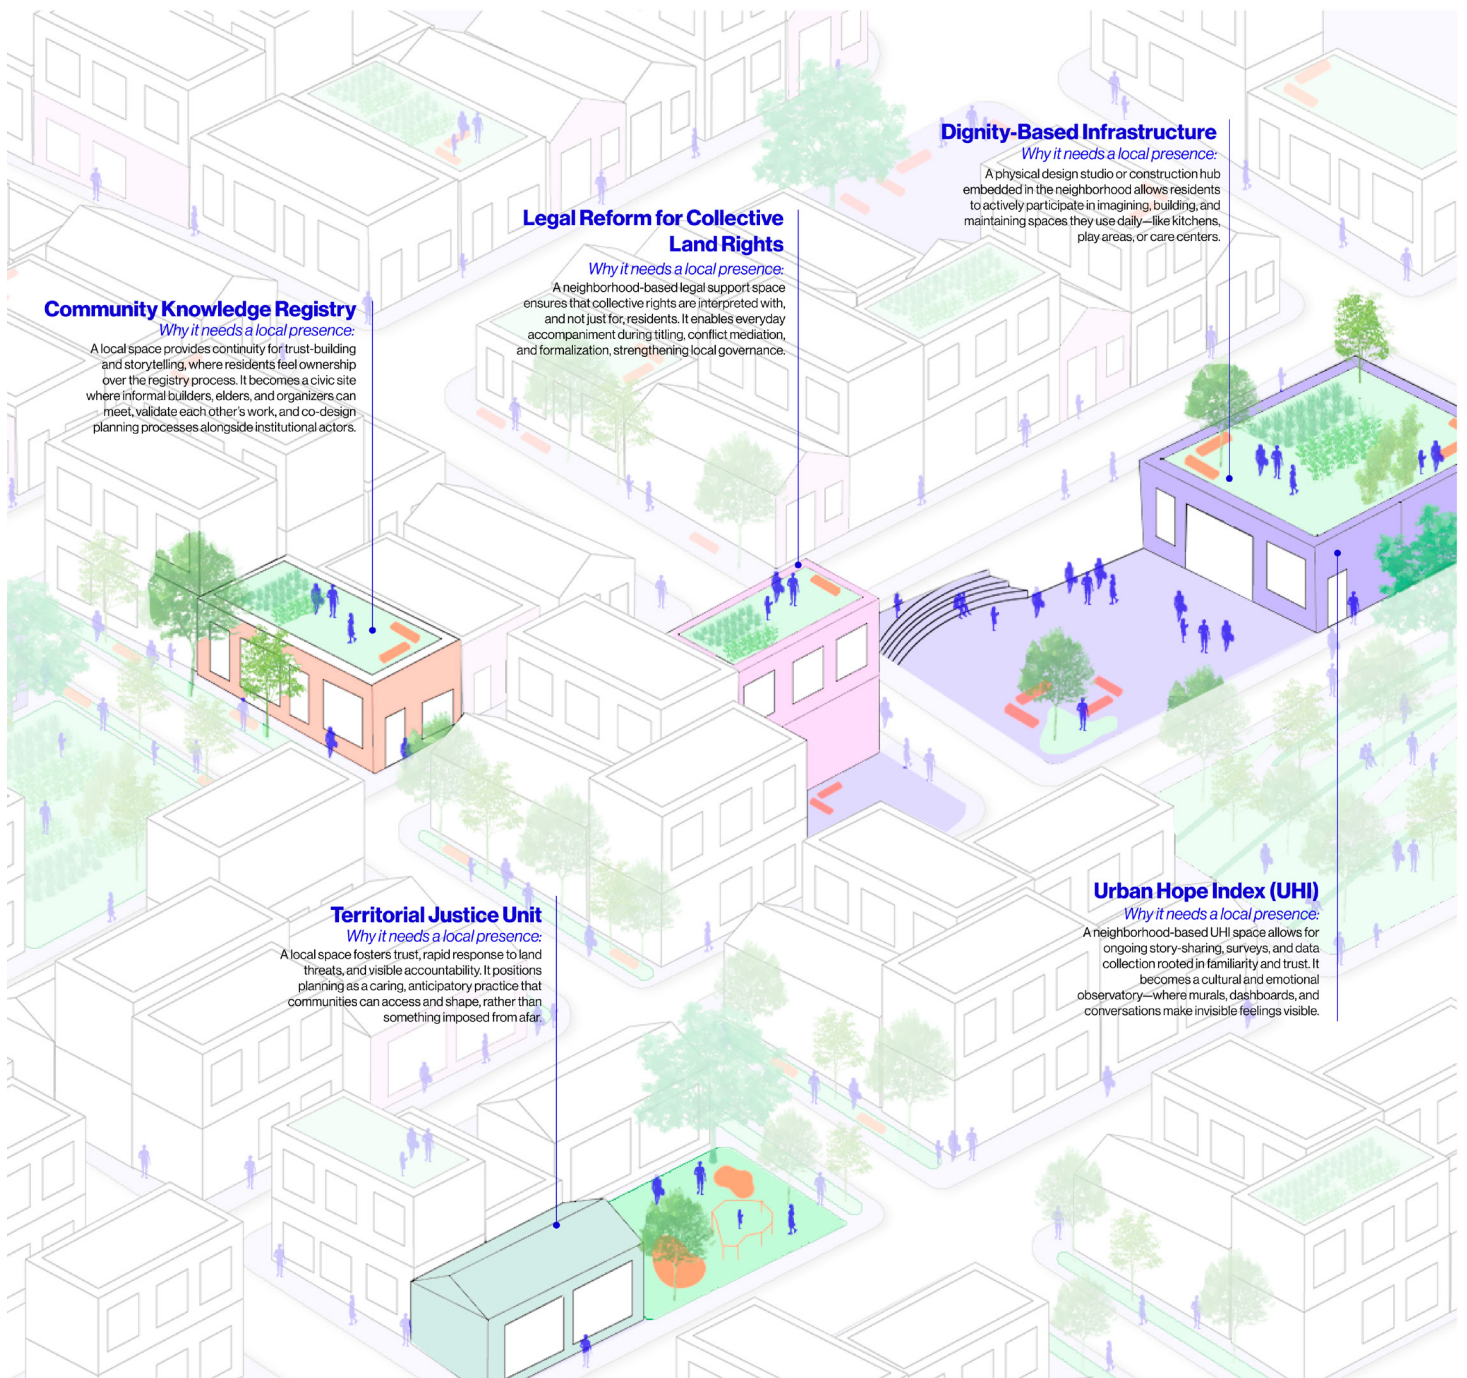 Dignity-Based Infrastructure
Why it needs a local presence:
A physical design studio or construction hub
embedded in the neighborhood allows residents
to actively participate in imagining, building, and
maintaining spaces they use daily—like kitchens,
play areas, or care centers.
Legal Reform for Collective
Land Rights
Why it needs a local presence:
A neighborhood-based legal support space
ensures that collective rights are interpreted with,
and not just for, residents. It enables everyday
accompaniment during titling, conflict mediation,
and formalization, strengthening local governance.
Community Knowledge Registry
Why it needs a local presence:
A local space provides continuity for trust-building
and storytelling, where residents feel ownership
over the registry process. It becomes a civic site
where informal builders, elders, and organizers can
meet, validate each other's work, and co-design
planning processes alongside institutional actors.
Territorial Justice Unit
Why it needs a local presence:
A local space fosters trust, rapid response to land
threats, and visible accountability. It positions
planning as a caring, anticipatory practice that
communities can access and shape, rather than
something imposed from afar.
Urban Hope Index (UHI)
Why it needs a local presence:
A neighborhood-based UHI space allows for
ongoing story-sharing, surveys, and data
collection rooted in familiarity and trust. It
becomes a cultural and emotional
observatory—where murals, dashboards, and
conversations make invisible feelings visible.